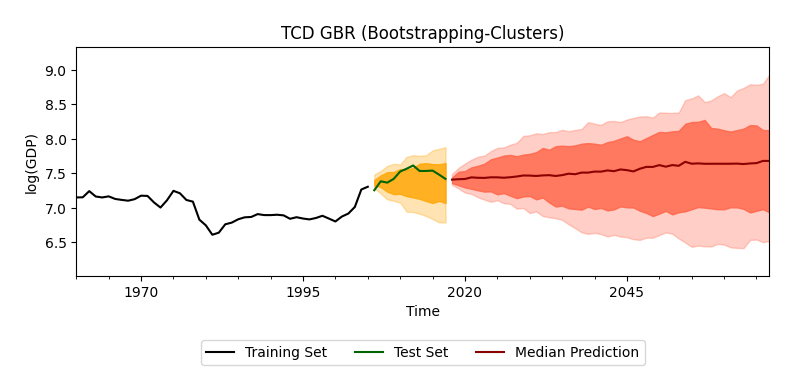 TCD GBR (Bootstrapping-Clusters)
log(GDP)
9.0
8.5
8.0
7.5
7.0
6.5
1970 1995 2020 2045
Time
Training Set Test Set Median Prediction